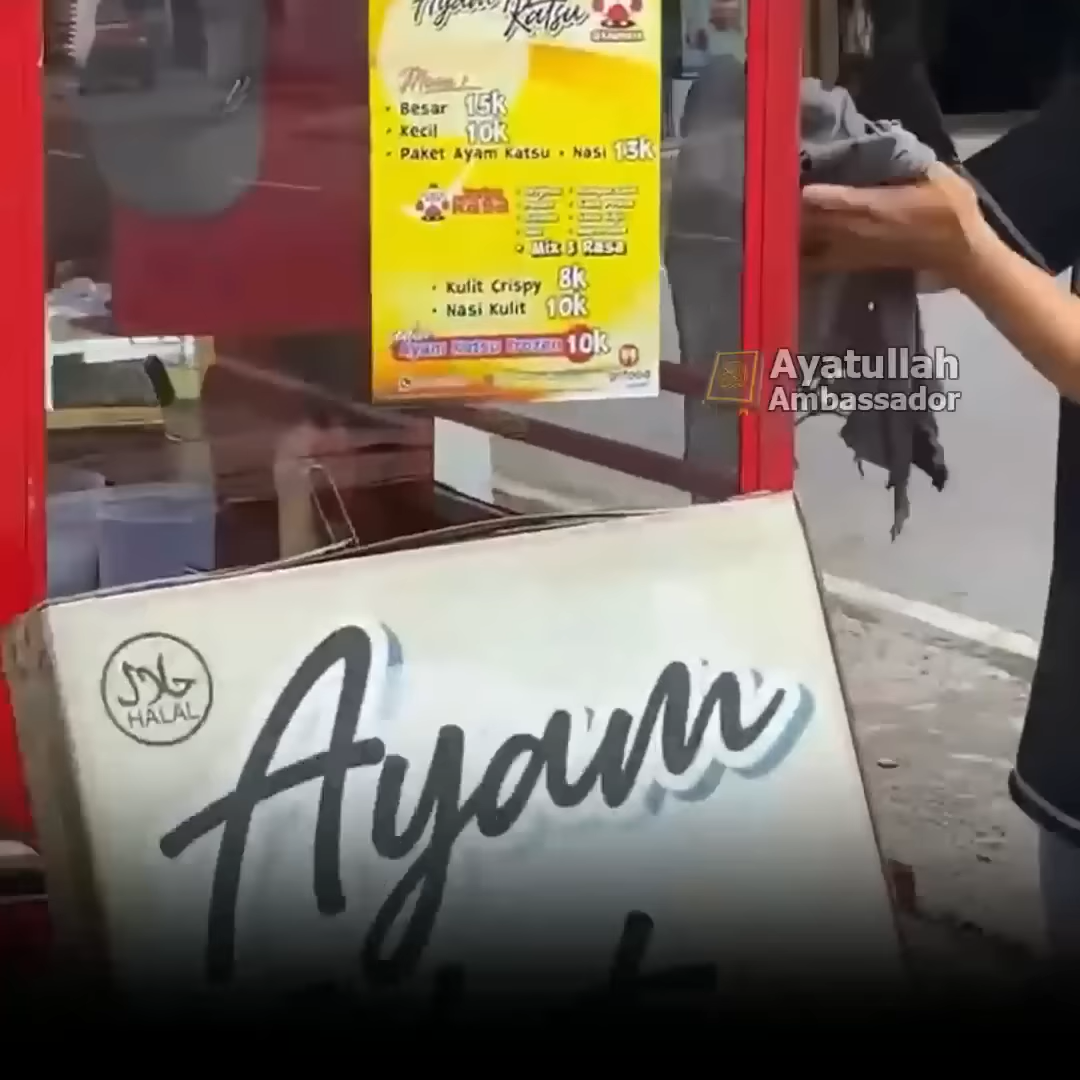 Ayam Katsu
Menu :
• Besar 15k
• Kecil 10k
• Paket Ayam Katsu + Nasi 13k
• Mix 3 Rasa
• Kulit Crispy 8k
• Nasi Kulit 10k
Ayam Katsu Frozen 10k
Ayatullah
Ambassador
HALAL
Ayam